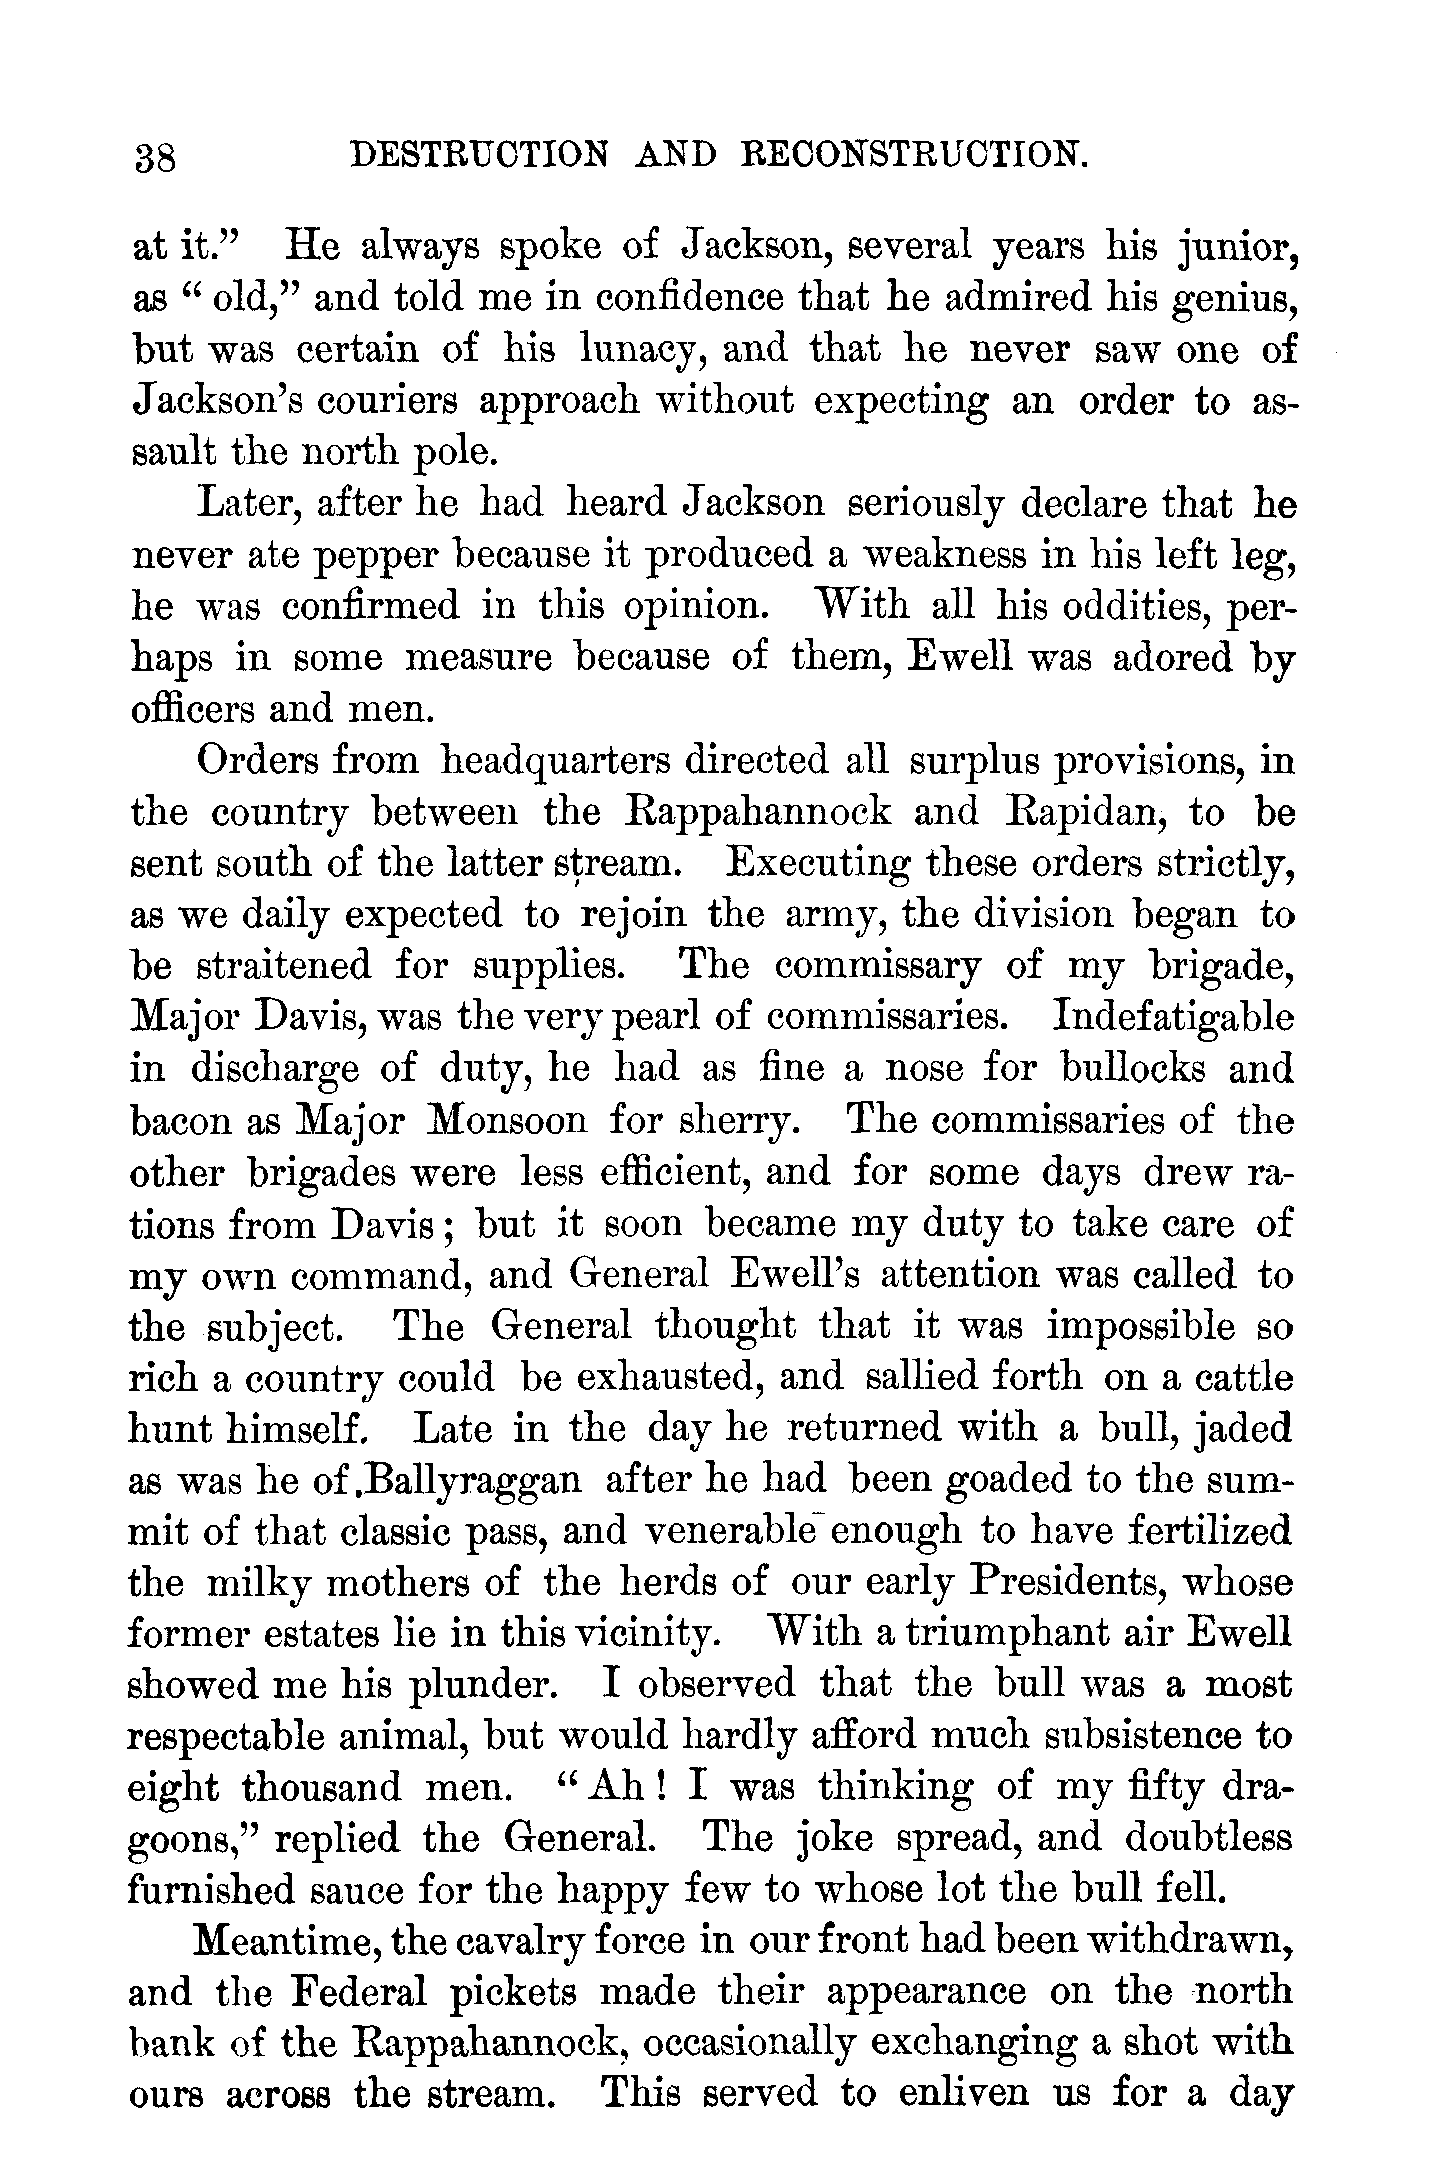 38 DESTRUCTION AND RECONSTRUCTION.
at it.” He always spoke of Jackson, several years his junior,
as “ old,” and told me in confidence that he admired his genius,
but was certain of his lunacy, and that he never saw one of
Jackson’s couriers approach without expecting an order to as-
sault the north pole.
Later, after he had heard Jackson seriously declare that he
never ate pepper because it produced a weakness in his left leg,
he was confirmed in this opinion. With all his oddities, per-
haps in some measure because of them, Ewell was adored by
officers and men.
Orders from headquarters directed all surplus provisions, in
the country between the Rappahannock and Rapidan, to be
sent south of the latter stream. Executing these orders strictly,
as we daily expected to rejoin the army, the division began to
be straitened for supplies. The commissary of my brigade,
Major Davis, was the very pearl of commissaries. Indefatigable
in discharge of duty, he had as fine a nose for bullocks and
bacon as Major Monsoon for sherry. The commissaries of the
other brigades were less efficient, and for some days drew ra-
tions from Davis ; but it soon became my duty to take care of
my own command, and General Ewell’s attention was called to
the subject. The General thought that it was impossible so
rich a country could be exhausted, and sallied forth on a cattle
hunt himself. Late in the day he returned with a bull, jaded
as was he of Ballyraggan after he had been goaded to the sum-
mit of that classic pass, and venerable enough to have fertilized
the milky mothers of the herds of our early Presidents, whose
former estates lie in this vicinity. With a triumphant air Ewell
showed me his plunder. I observed that the bull was a most
respectable animal, but would hardly afford much subsistence to
eight thousand men. “ Ah ! I was thinking of my fifty dra-
goons,” replied the General. The joke spread, and doubtless
furnished sauce for the happy few to whose lot the bull fell.
Meantime, the cavalry force in our front had been withdrawn,
and the Federal pickets made their appearance on the north
bank of the Rappahannock, occasionally exchanging a shot with
ours across the stream. This served to enliven us for a day